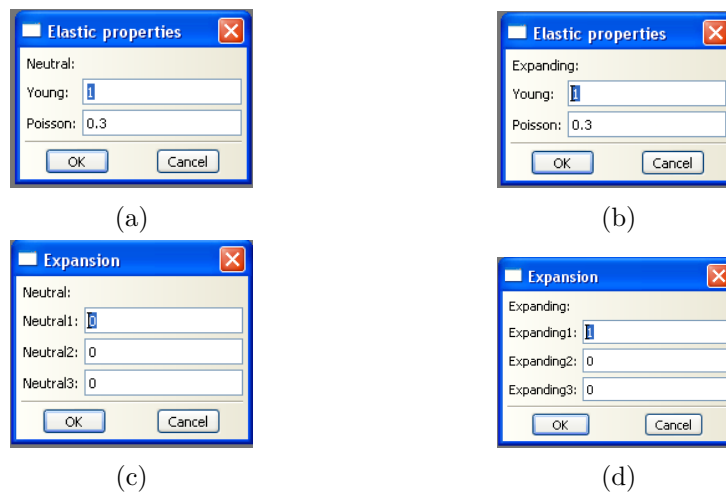 Elastic properties
Neutral:
Young: 1
Poisson: 0.3
OK Cancel
(a)
Elastic properties
Expanding:
Young: 1
Poisson: 0.3
OK Cancel
(b)
Expansion
Neutral:
Neutral1: 0
Neutral2: 0
Neutral3: 0
OK Cancel
(c)
Expansion
Expanding:
Expanding1: 1
Expanding2: 0
Expanding3: 0
OK Cancel
(d)